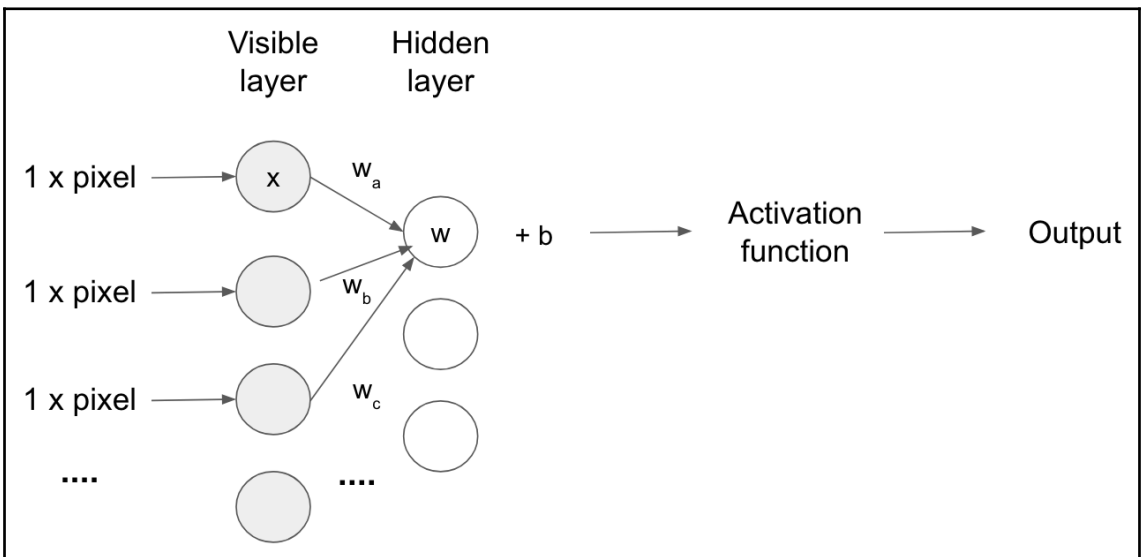 Visible
layer
Hidden
layer
1 x pixel
x
w_a
w
+ b
Activation
function
Output
1 x pixel
w_b
1 x pixel
w_c
....
....